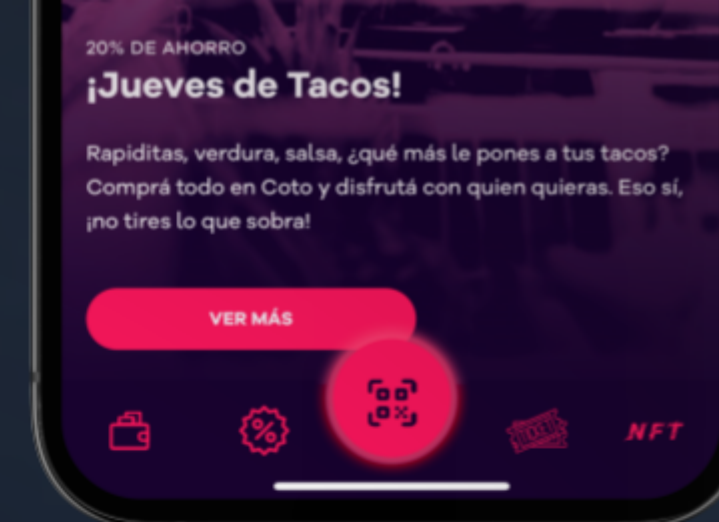 20% DE AHORRO
¡Jueves de Tacos!
Rapiditas, verdura, salsa, ¿qué más le pones a tus tacos?
Comprá todo en Coto y disfrutá con quien quieras. Eso sí,
¡no tires lo que sobra!
VER MÁS
TICKETS
NFT